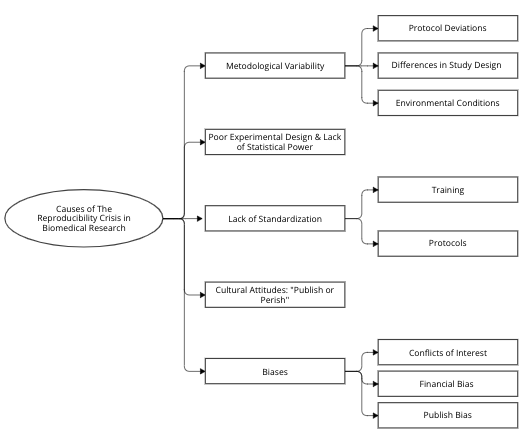 Causes of The
Reproducibility Crisis in
Biomedical Research
Metodological Variability
Protocol Deviations
Differences in Study Design
Environmental Conditions
Poor Experimental Design & Lack
of Statistical Power
Lack of Standardization
Training
Protocols
Cultural Attitudes: "Publish or
Perish"
Biases
Conflicts of Interest
Financial Bias
Publish Bias